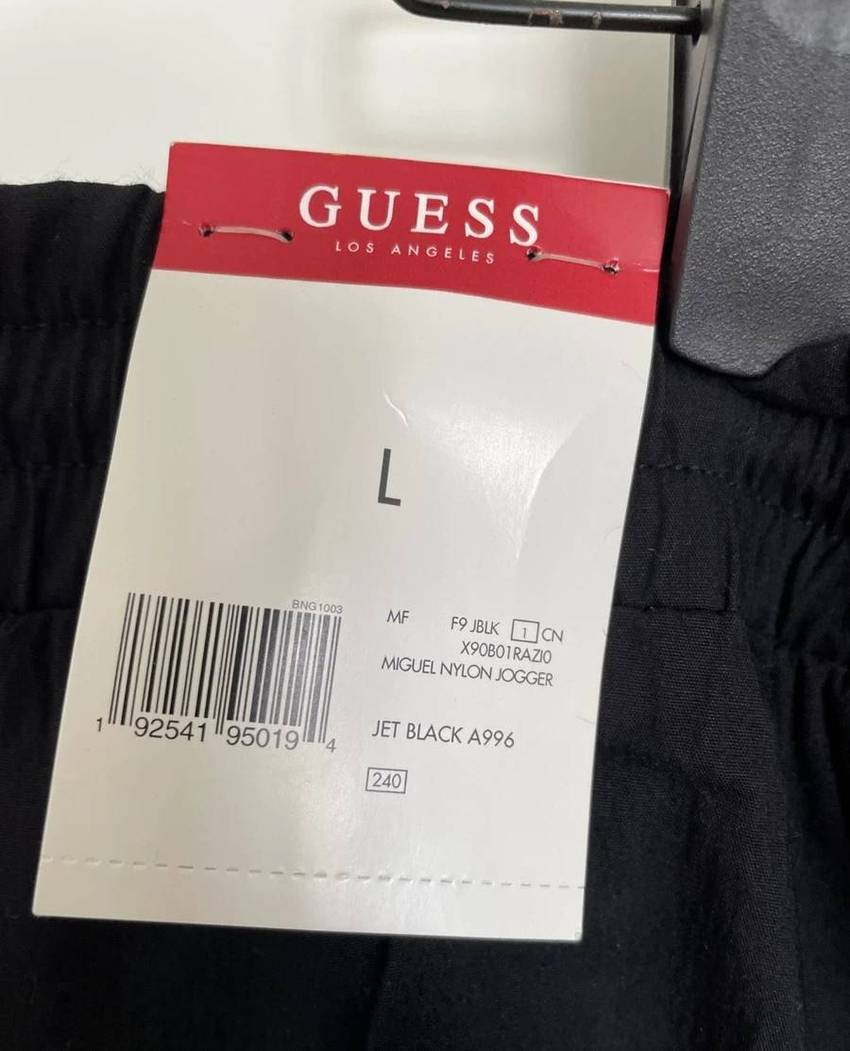 GUESS
LOS ANGELES
L
BNG1003
1 92541 95019 4
MF F9 JBLK 1 CN
X90B01RAZI0
MIGUEL NYLON JOGGER
JET BLACK A996
240